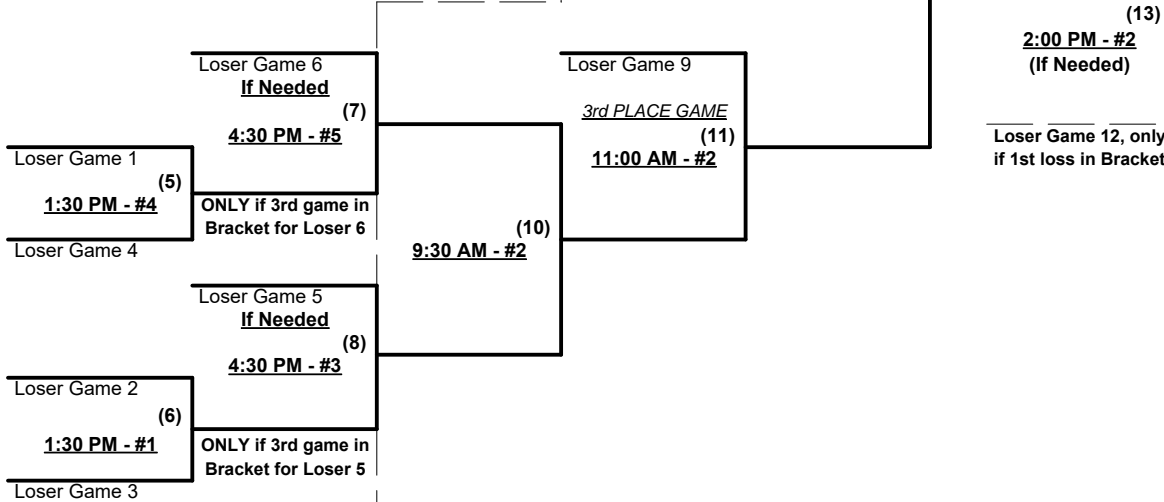 (13)
2:00 PM - #2
(If Needed)
Loser Game 12, only
if 1st loss in Bracket
Loser Game 6
If Needed
(7)
4:30 PM - #5
Loser Game 9
3rd PLACE GAME
(11)
11:00 AM - #2
Loser Game 1
(5)
1:30 PM - #4
Loser Game 4
ONLY if 3rd game in
Bracket for Loser 6
(10)
9:30 AM - #2
Loser Game 5
If Needed
(8)
4:30 PM - #3
Loser Game 2
(6)
1:30 PM - #1
Loser Game 3
ONLY if 3rd game in
Bracket for Loser 5